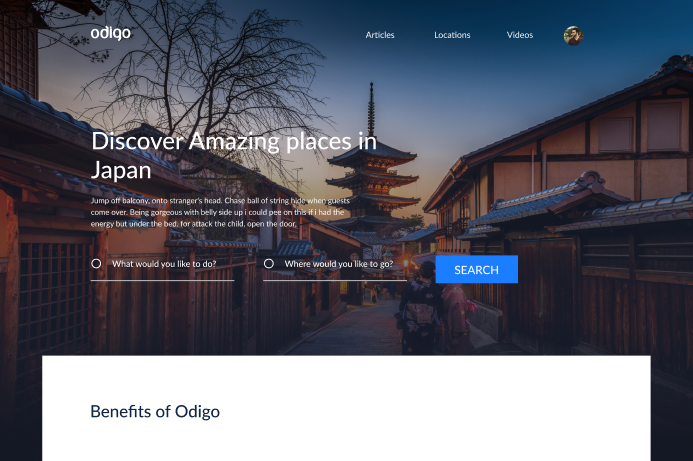 odigo
Articles
Locations
Videos
Discover Amazing places in
Japan
Jump off balcony, onto stranger's head. Chase ball of string hide when guests
come over. Being gorgeous with belly side up i could pee on this if i had the
energy but under the bed, for attack the child, open the door,
What would you like to do?
Where would you like to go?
SEARCH
Benefits of Odigo